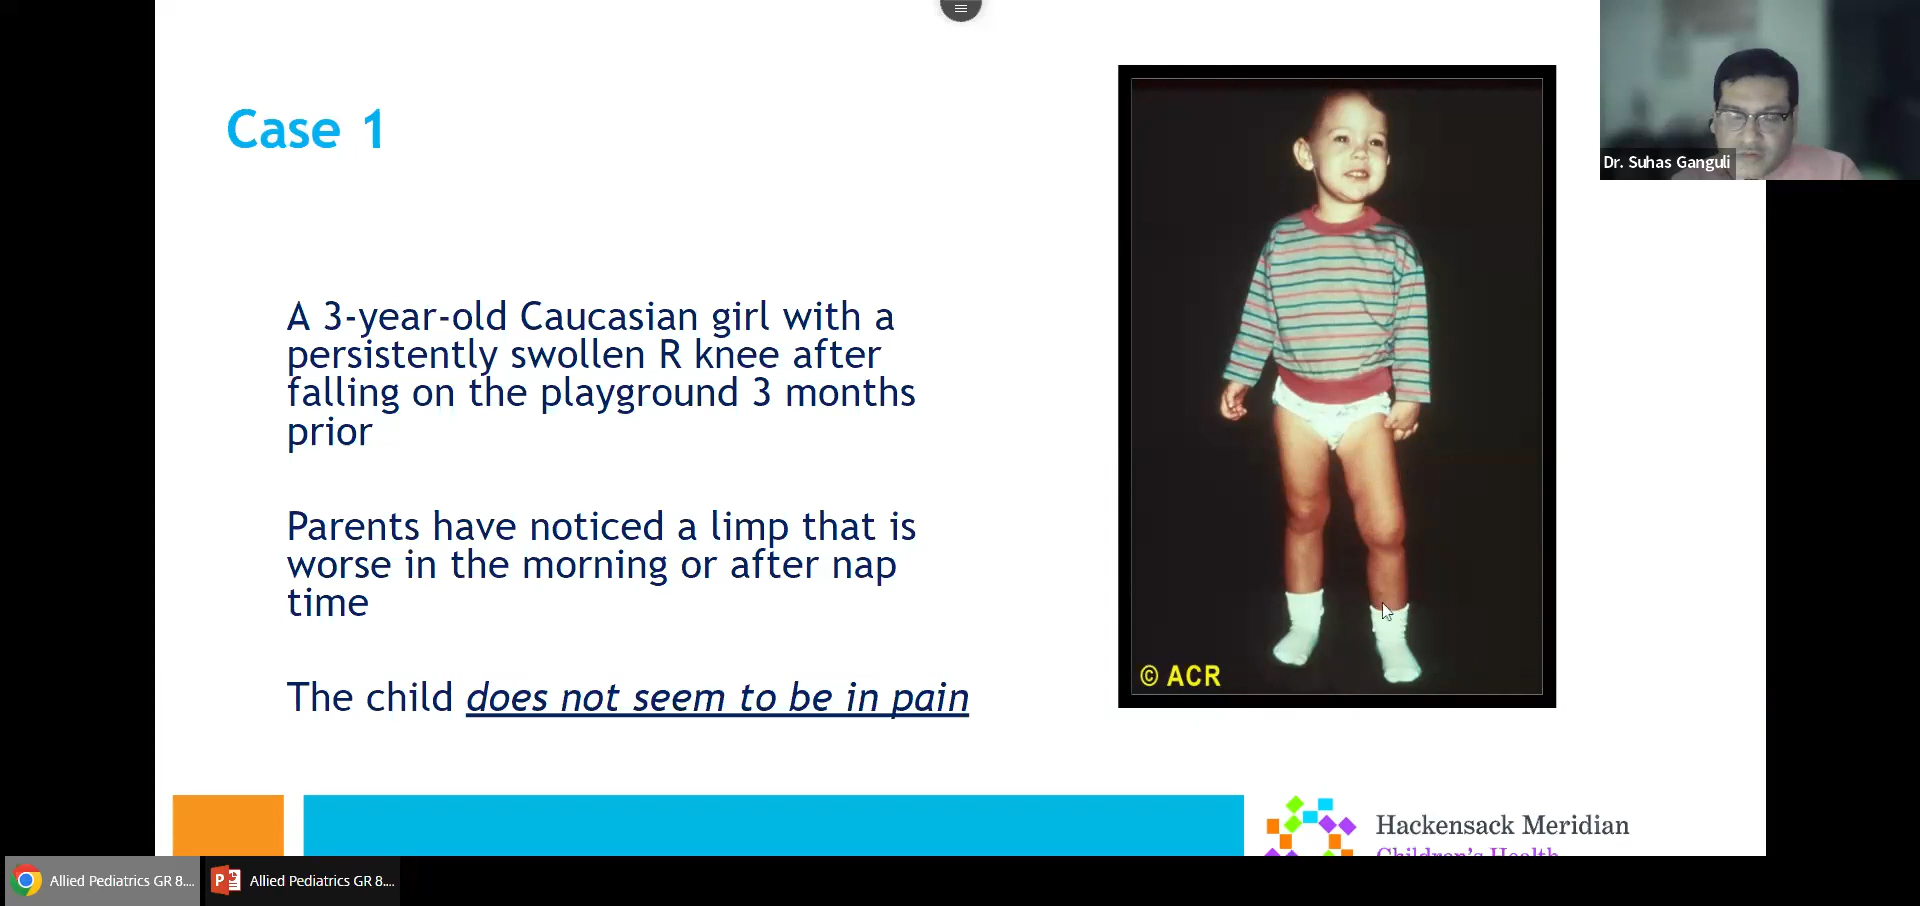 Case 1
A 3-year-old Caucasian girl with a
persistently swollen R knee after
falling on the playground 3 months
prior
Parents have noticed a limp that is
worse in the morning or after nap
time
The child does not seem to be in pain
© ACR
Dr. Suhas Ganguli
Hackensack Meridian
Children's Health
Allied Pediatrics GR 8....
Allied Pediatrics GR 8....